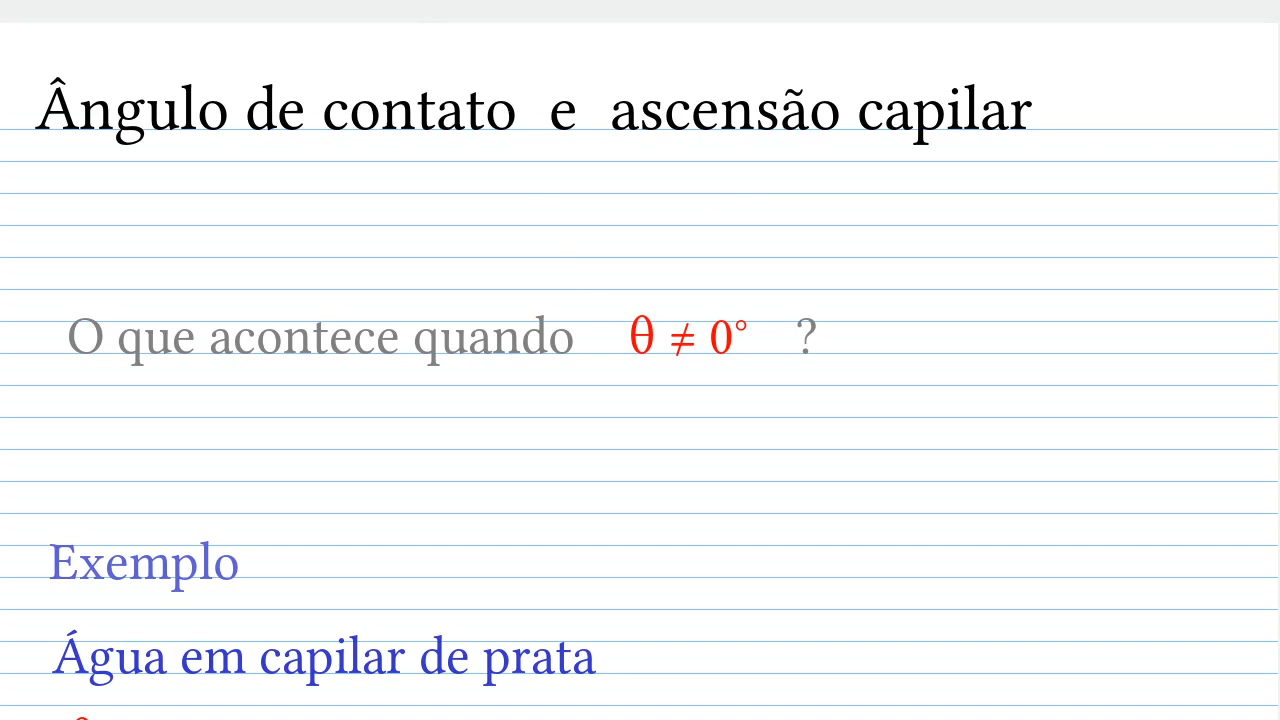 Ângulo de contato e ascensão capilar
O que acontece quando θ ≠ 0° ?
Exemplo
Água em capilar de prata